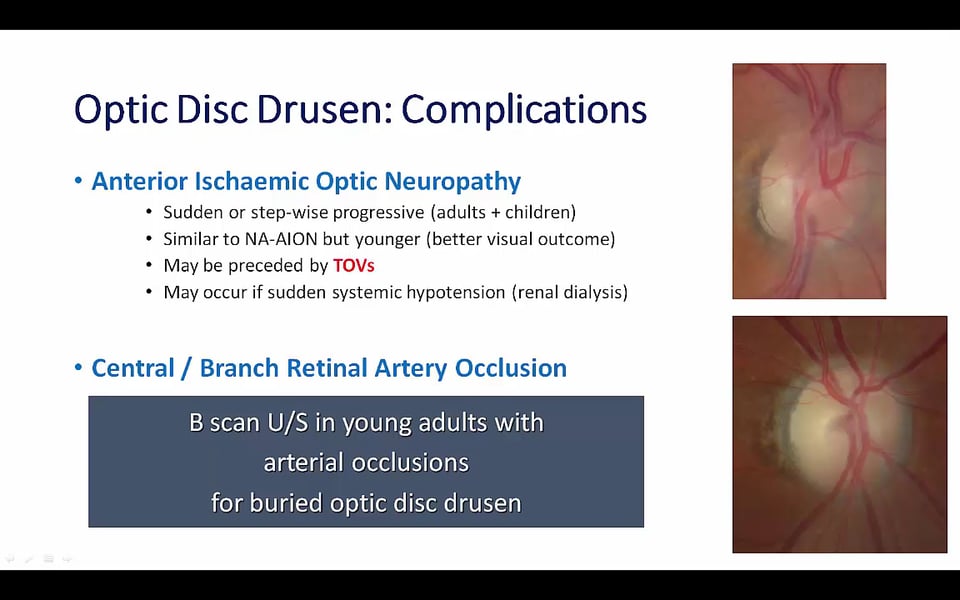 Optic Disc Drusen: Complications
• Anterior Ischaemic Optic Neuropathy
• Sudden or step-wise progressive (adults + children)
• Similar to NA-AION but younger (better visual outcome)
• May be preceded by TOVs
• May occur if sudden systemic hypotension (renal dialysis)
• Central / Branch Retinal Artery Occlusion
B scan U/S in young adults with
arterial occlusions
for buried optic disc drusen